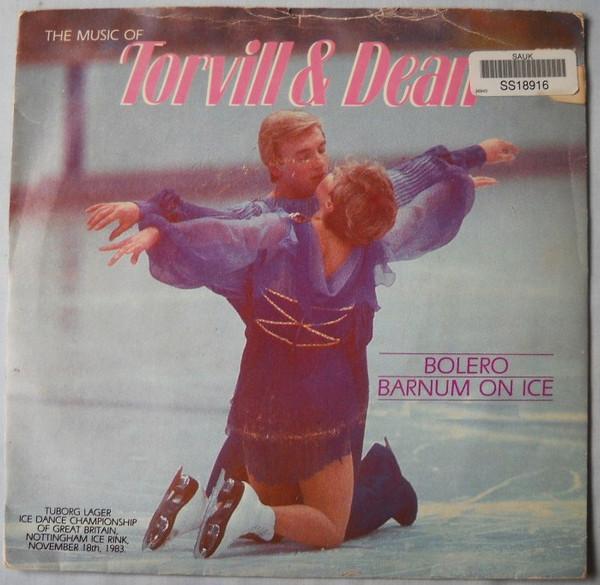 THE MUSIC OF
Torvill & Dean
SAUK
SS18916
BOLERO
BARNUM ON ICE
TUBORG LAGER
ICE DANCE CHAMPIONSHIP
OF GREAT BRITAIN,
NOTTINGHAM ICE RINK,
NOVEMBER 18th, 1983.